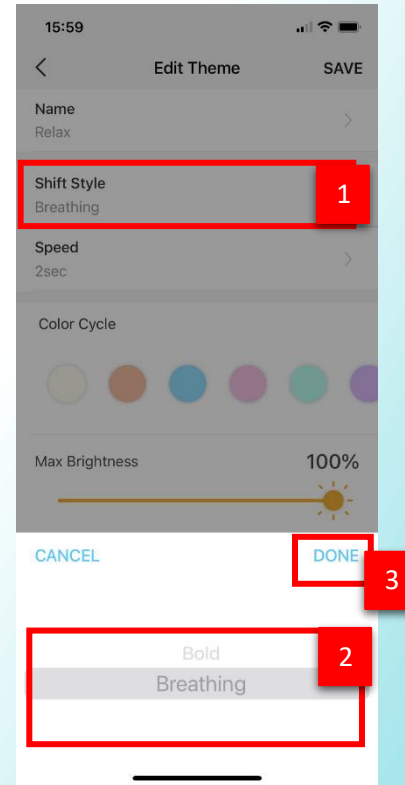 15:59
Edit Theme SAVE
Name
Relax
Shift Style
1
Breathing
Speed
2sec
Color Cycle
Max Brightness 100%
CANCEL DONE
3
Bold
2
Breathing